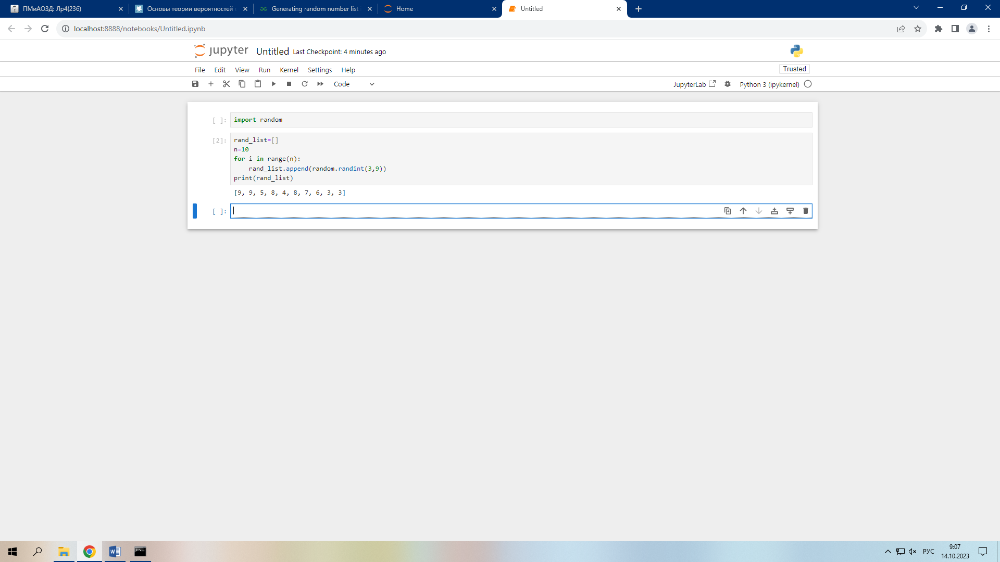 ПМиАОЗД: Лр4(23б)
Основы теории вероятностей
Generating random number list
Home
Untitled
localhost:8888/notebooks/Untitled.ipynb
jupyter Untitled Last Checkpoint: 4 minutes ago
File Edit View Run Kernel Settings Help
Trusted
Code
JupyterLab
Python 3 (ipykernel)
[ ]:
import random
[2]:
rand_list=[]
n=10
for i in range(n):
    rand_list.append(random.randint(3,9))
print(rand_list)
[9, 9, 5, 8, 4, 8, 7, 6, 3, 3]
[ ]:
РУС
9:07
14.10.2023